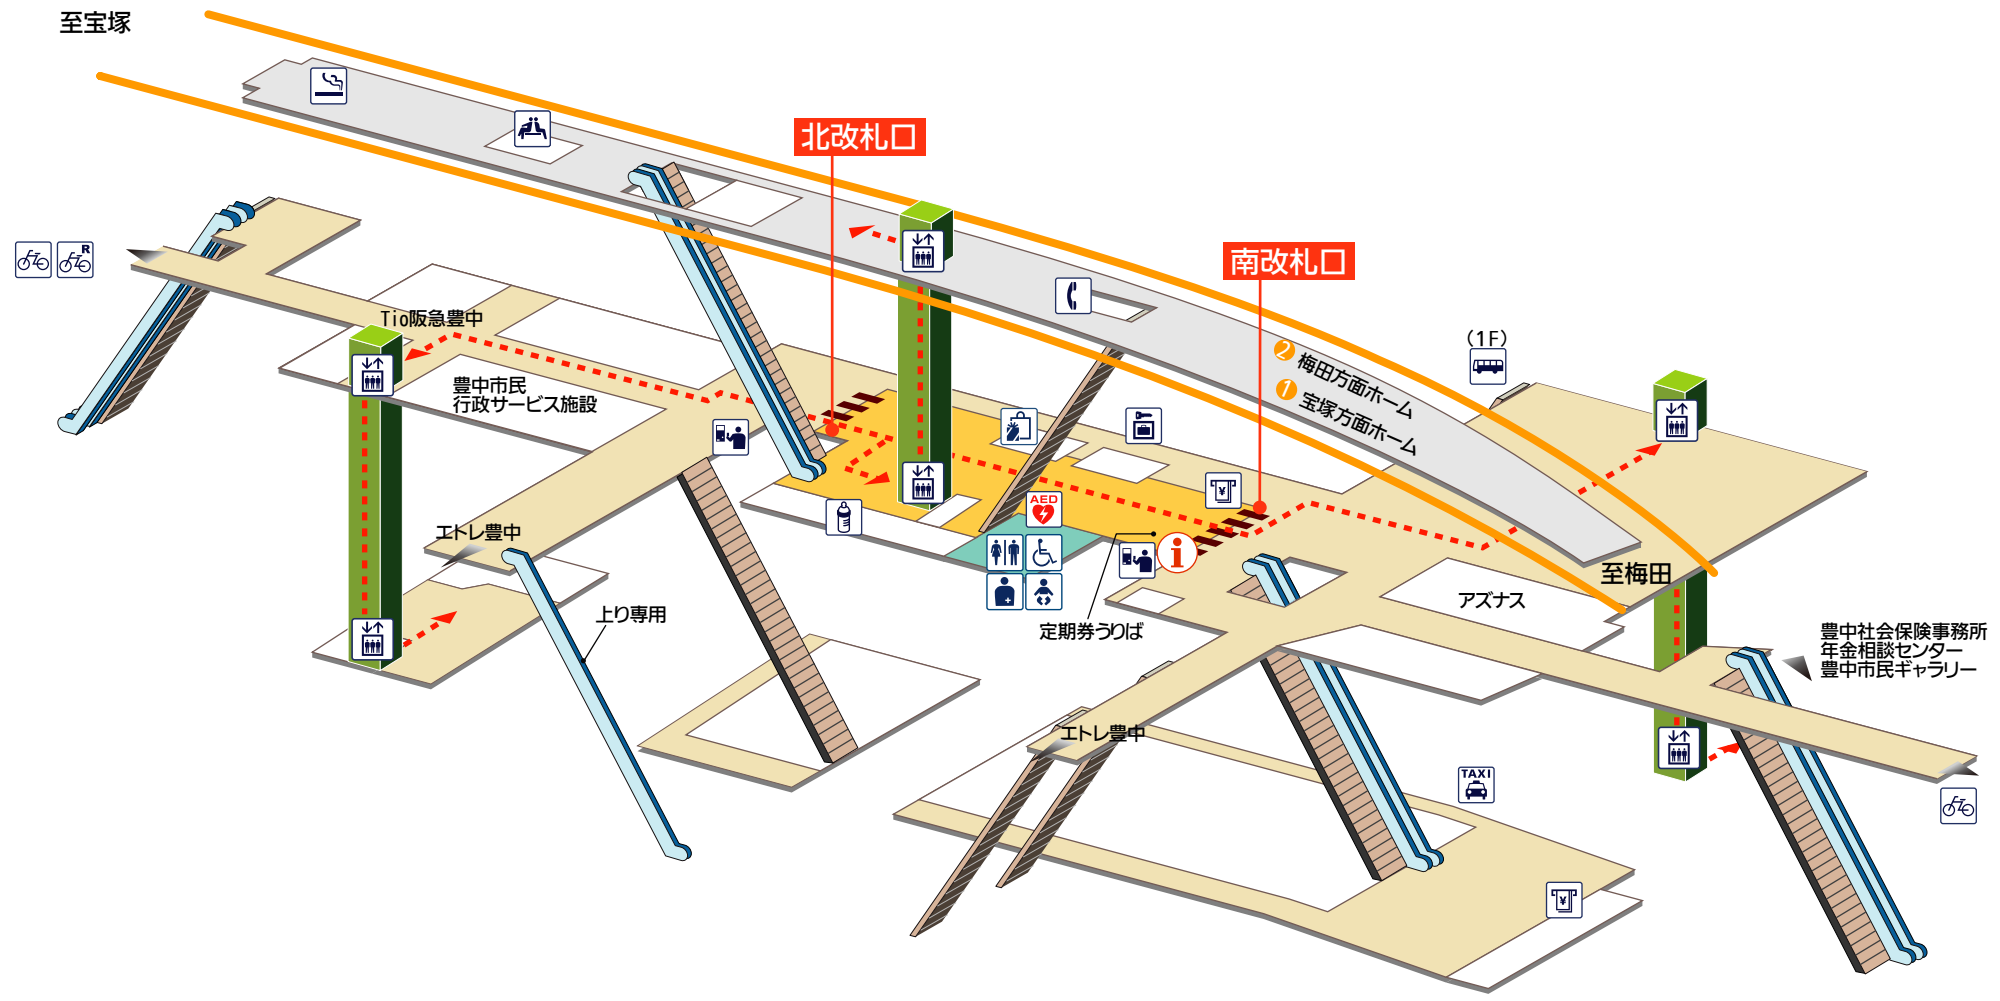 至宝塚
北改札口
南改札口
R
Tio阪急豊中
(1F)
2 梅田方面ホーム
1 宝塚方面ホーム
豊中市民
行政サービス施設
¥
AED
エトレ豊中
i
至梅田
アズナス
上り専用
定期券うりば
豊中社会保険事務所
年金相談センター
豊中市民ギャラリー
エトレ豊中
TAXI
¥